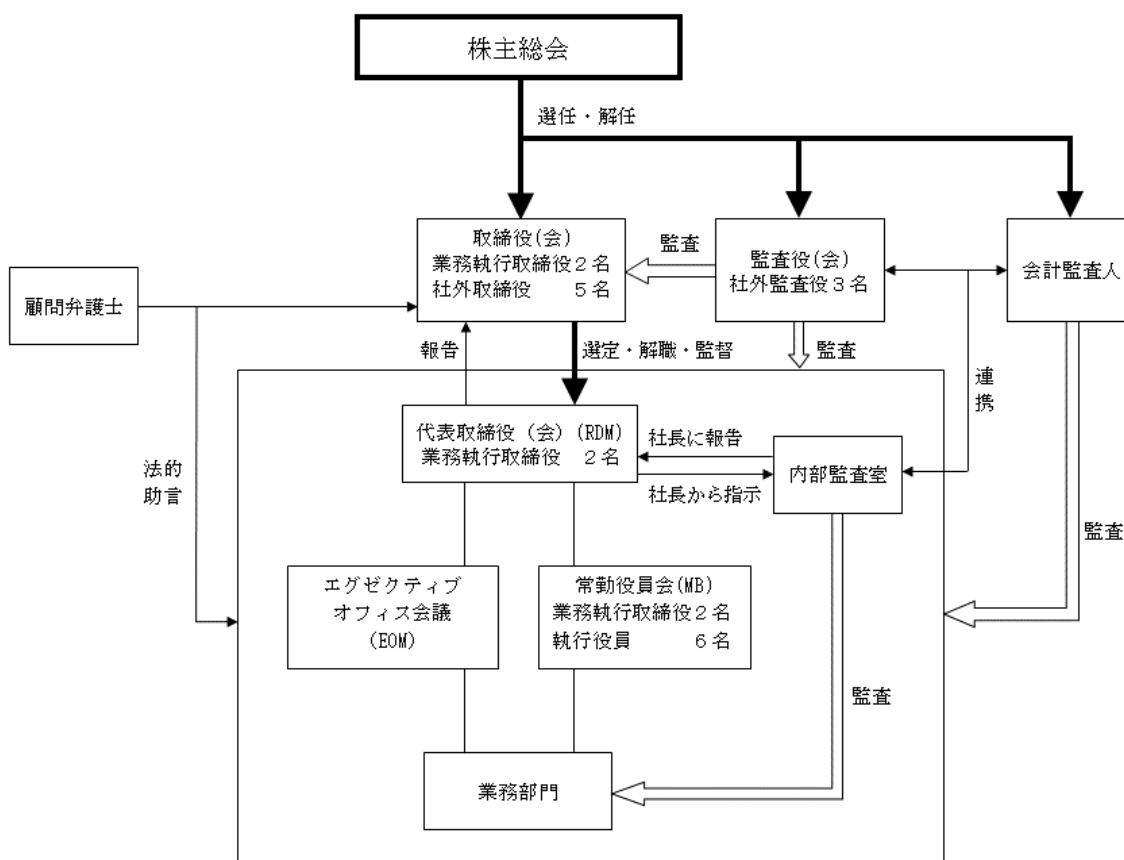 株主総会
選任・解任
取締役(会)
業務執行取締役2名
社外取締役 5名
監査
監査役(会)
社外監査役3名
会計監査人
顧問弁護士
報告
選定・解職・監督
監査
連
携
代表取締役(会)(RDM)
業務執行取締役 2名
社長に報告
社長から指示
内部監査室
法的
助言
監査
エグゼクティブ
オフィス会議
(EOM)
常勤役員会(MB)
業務執行取締役2名
執行役員 6名
監査
業務部門